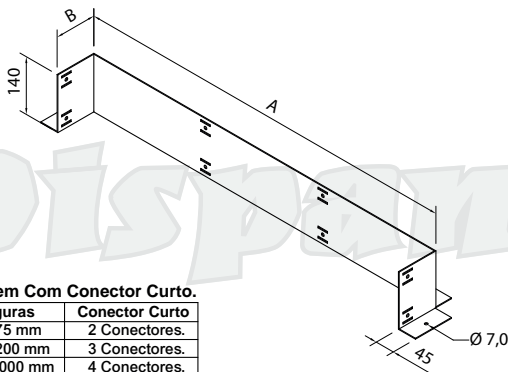 B
140
A
Dispan
em Com Conector Curto.
guras Conector Curto
75 mm 2 Conectores.
200 mm 3 Conectores.
000 mm 4 Conectores.
Ø 7,0
45